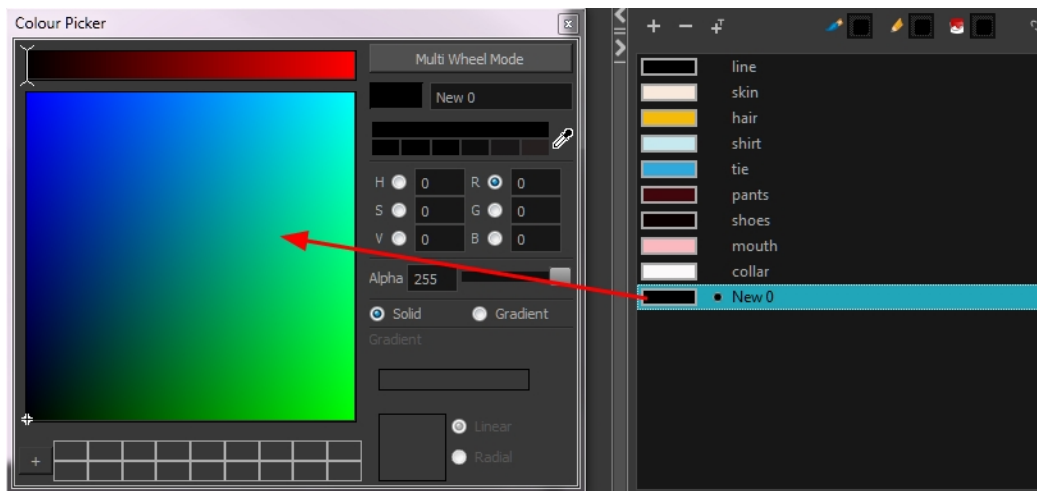 Colour Picker
Multi Wheel Mode
New 0
H 0 R 0
S 0 G 0
V 0 B 0
Alpha 255
Solid Gradient
Gradient
Linear
Radial
line
skin
hair
shirt
tie
pants
shoes
mouth
collar
New 0